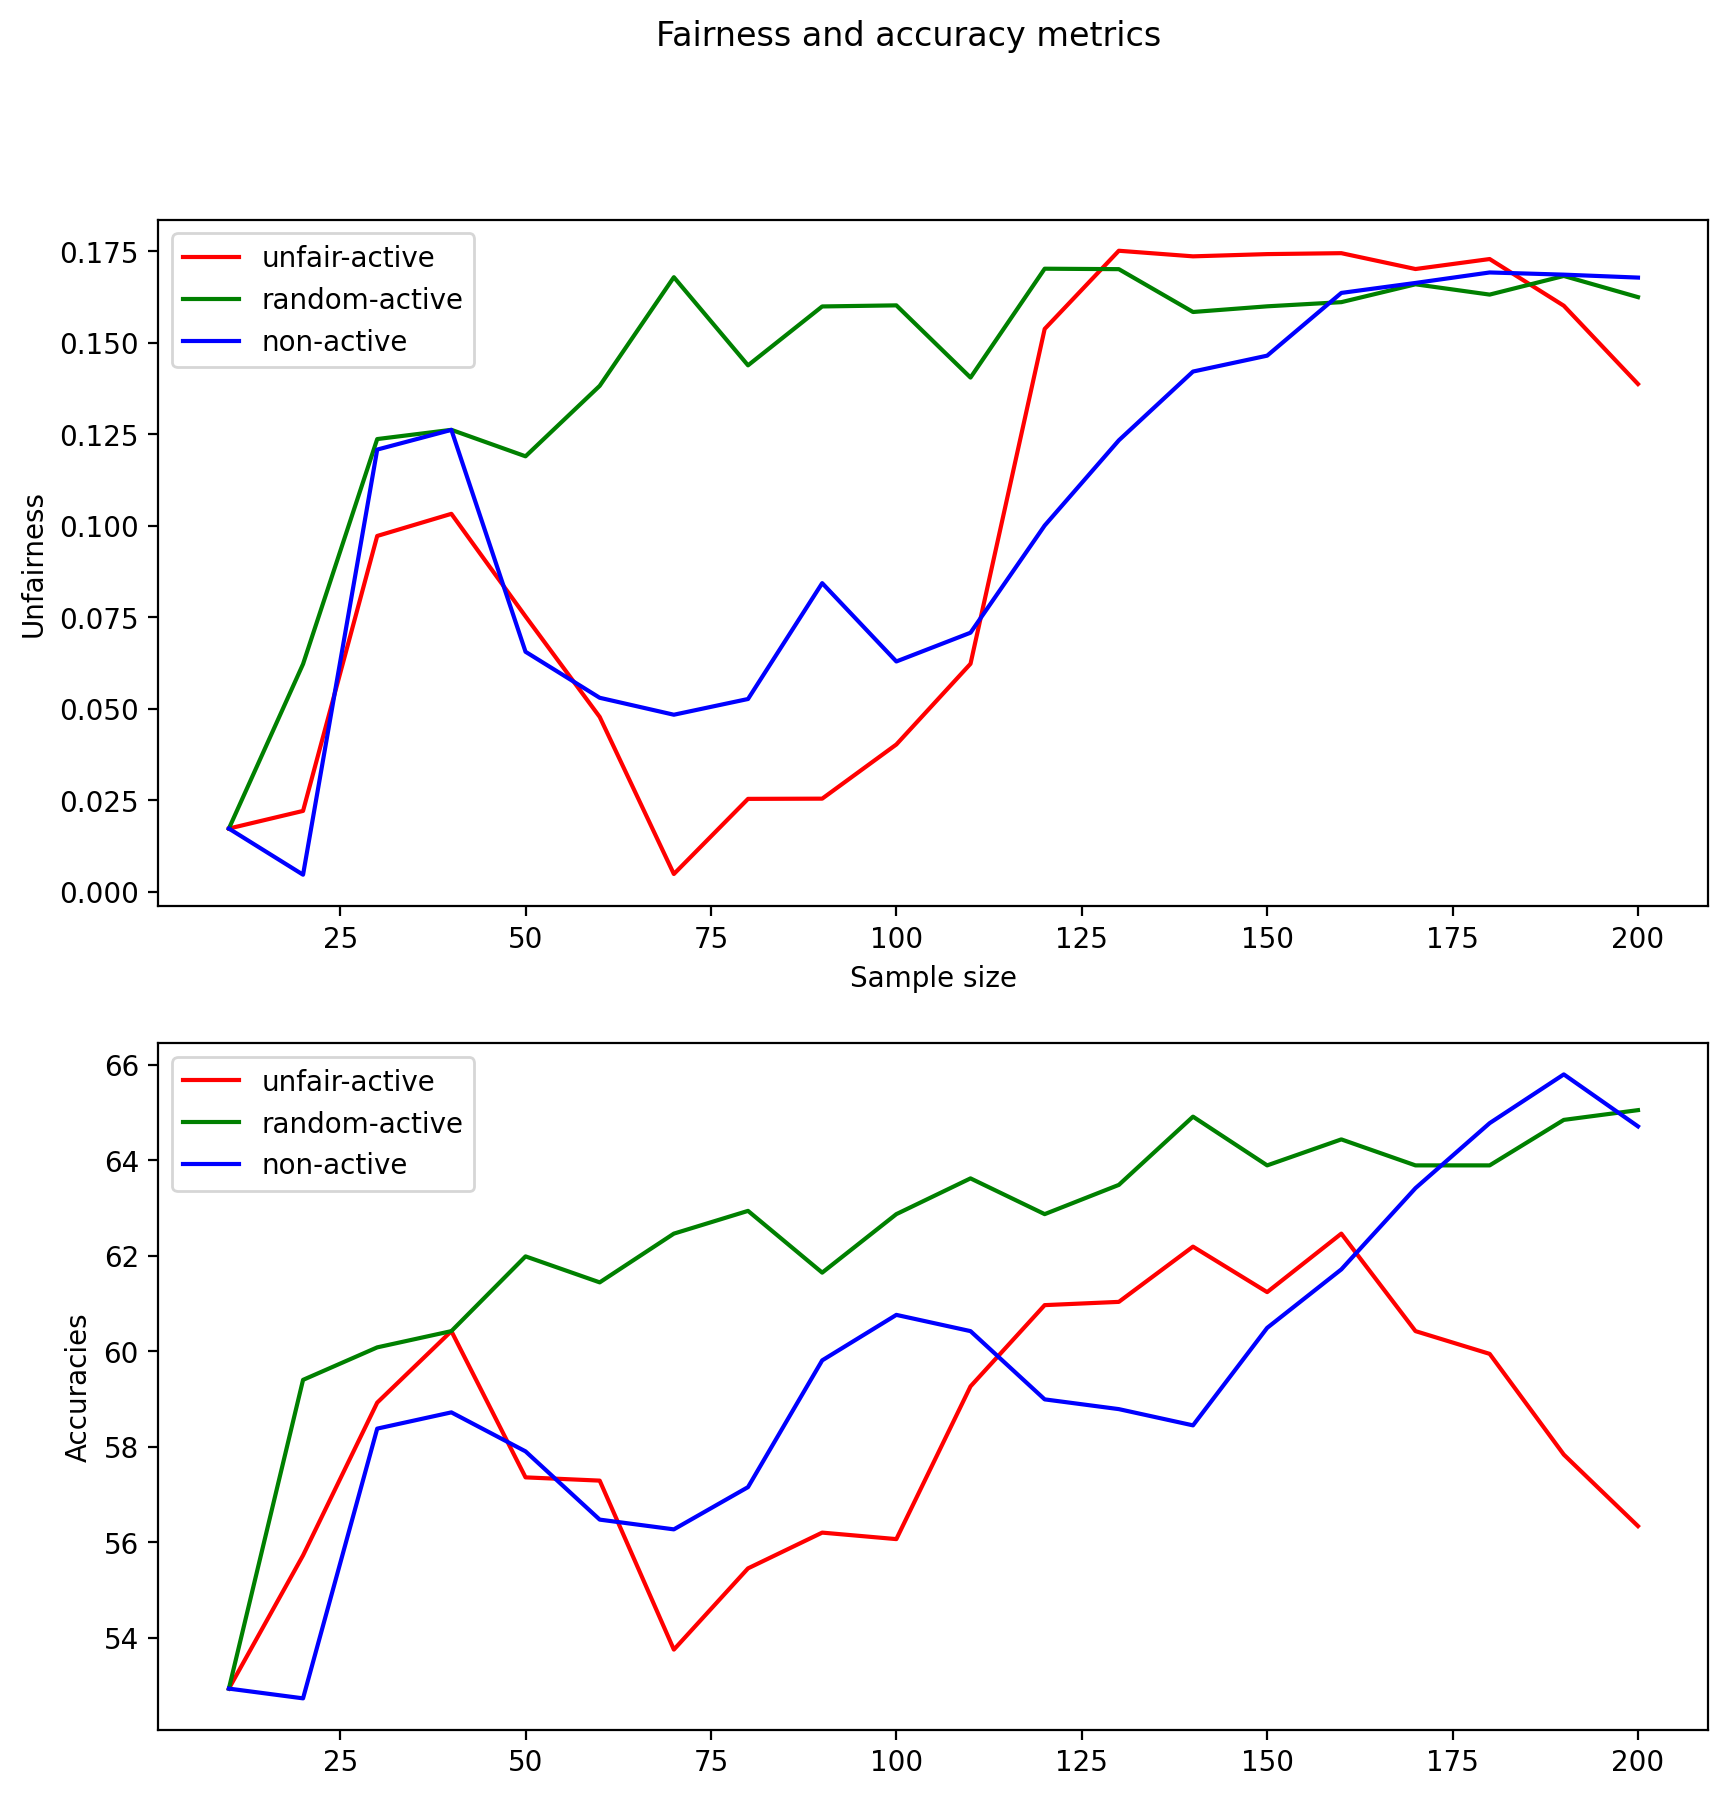 Fairness and accuracy metrics
unfair-active
random-active
non-active
0.175
0.150
0.125
0.100
0.075
0.050
0.025
0.000
Unfairness
25 50 75 100 125 150 175 200
Sample size
unfair-active
random-active
non-active
66
64
62
60
58
56
54
Accuracies
25 50 75 100 125 150 175 200